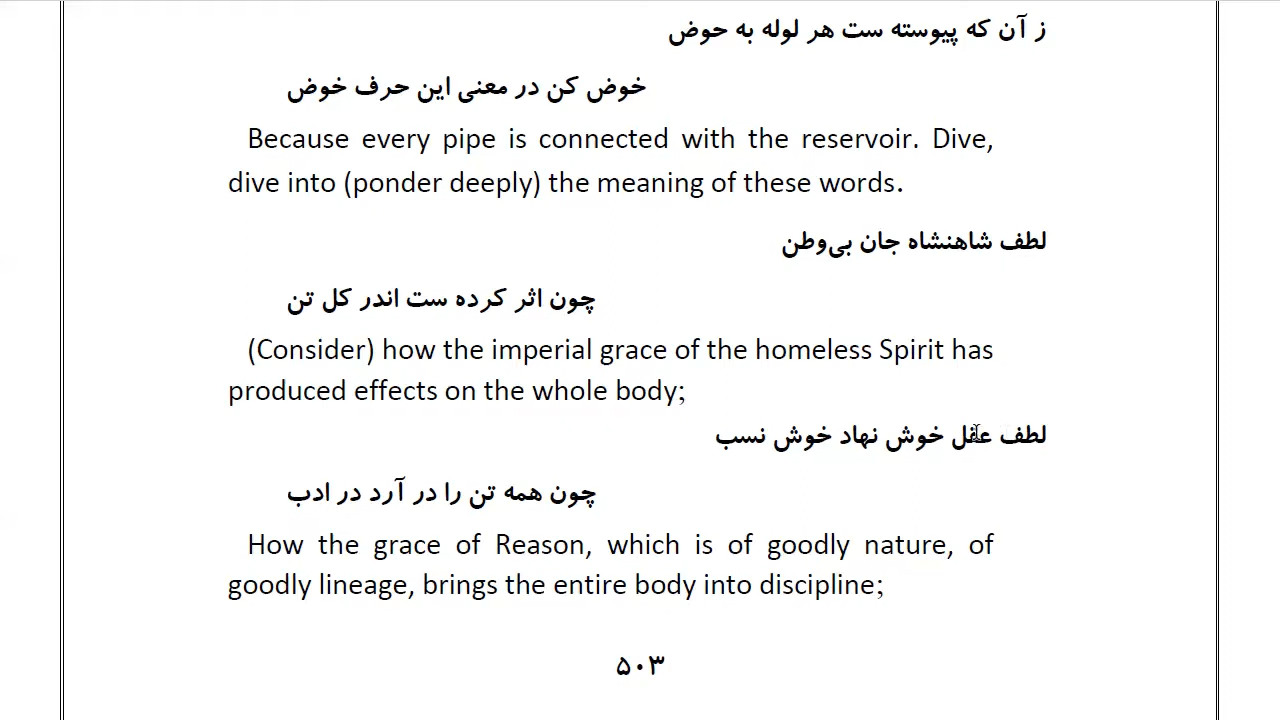 ز آن که پیوسته ست هر لوله به حوض
خوض کن در معنی این حرف خوض
Because every pipe is connected with the reservoir. Dive,
dive into (ponder deeply) the meaning of these words.
لطف شاهنشاه جان بی‌وطن
چون اثر کرده ست اندر کل تن
(Consider) how the imperial grace of the homeless Spirit has
produced effects on the whole body;
لطف عقل خوش نهاد خوش نسب
چون همه تن را در آرد در ادب
How the grace of Reason, which is of goodly nature, of
goodly lineage, brings the entire body into discipline;
۵۰۳